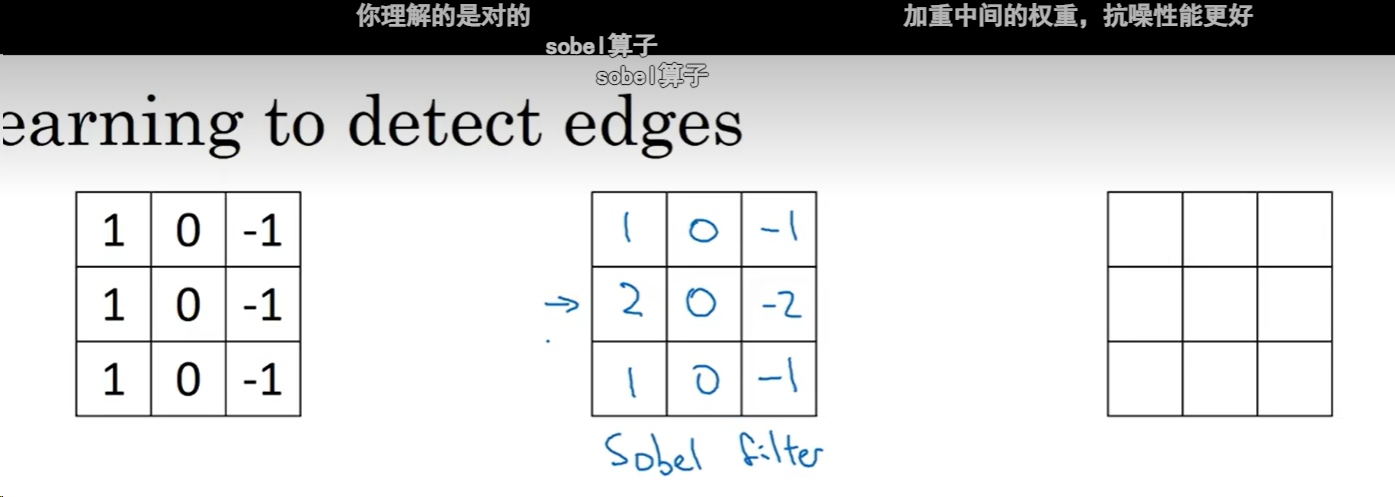 你理解的是对的
加重中间的权重，抗噪性能更好
sobel算子
sobel算子
earning to detect edges
1 0 -1
1 0 -1
1 0 -1
1 0 -1
→ 2 0 -2
1 0 -1
Sobel filter